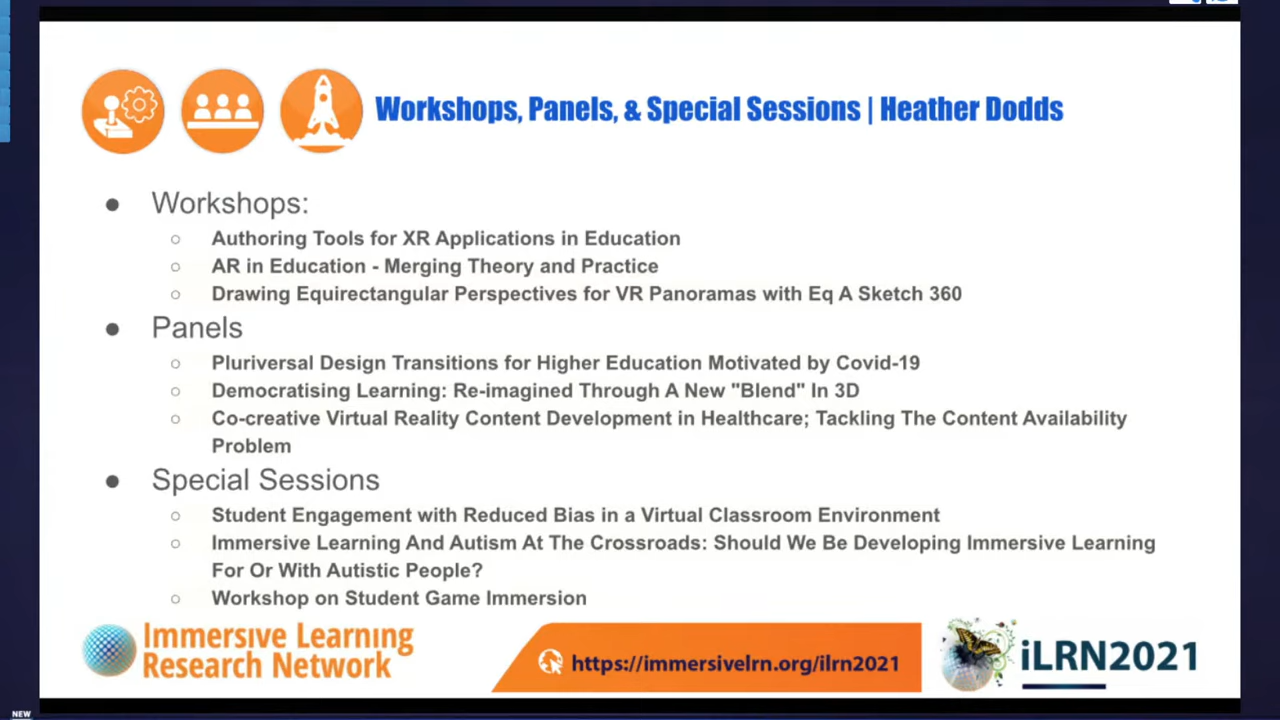 Workshops, Panels, & Special Sessions | Heather Dodds
● Workshops:
○ Authoring Tools for XR Applications in Education
○ AR in Education - Merging Theory and Practice
○ Drawing Equirectangular Perspectives for VR Panoramas with Eq A Sketch 360
● Panels
○ Pluriversal Design Transitions for Higher Education Motivated by Covid-19
○ Democratising Learning: Re-imagined Through A New "Blend" In 3D
○ Co-creative Virtual Reality Content Development in Healthcare; Tackling The Content Availability
Problem
● Special Sessions
○ Student Engagement with Reduced Bias in a Virtual Classroom Environment
○ Immersive Learning And Autism At The Crossroads: Should We Be Developing Immersive Learning
For Or With Autistic People?
○ Workshop on Student Game Immersion
Immersive Learning
Research Network
https://immersivelrn.org/ilrn2021
iLRN2021
NEW